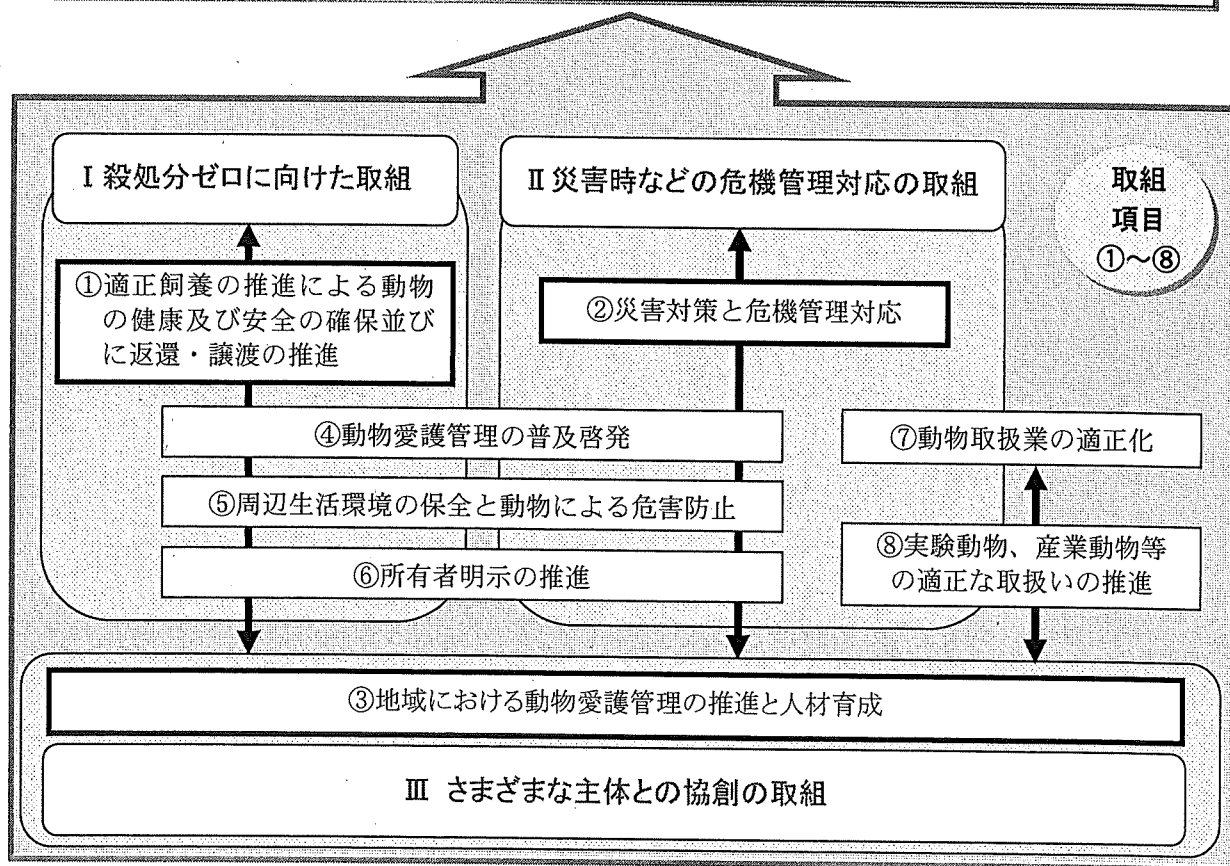 Ⅰ 殺処分ゼロに向けた取組
Ⅱ 災害時などの危機管理対応の取組
取組
項目
①～⑧
①適正飼養の推進による動物
の健康及び安全の確保並び
に返還・譲渡の推進
②災害対策と危機管理対応
④動物愛護管理の普及啓発
⑦動物取扱業の適正化
⑤周辺生活環境の保全と動物による危害防止
⑧実験動物、産業動物等
の適正な取扱いの推進
⑥所有者明示の推進
③地域における動物愛護管理の推進と人材育成
Ⅲ さまざまな主体との協創の取組